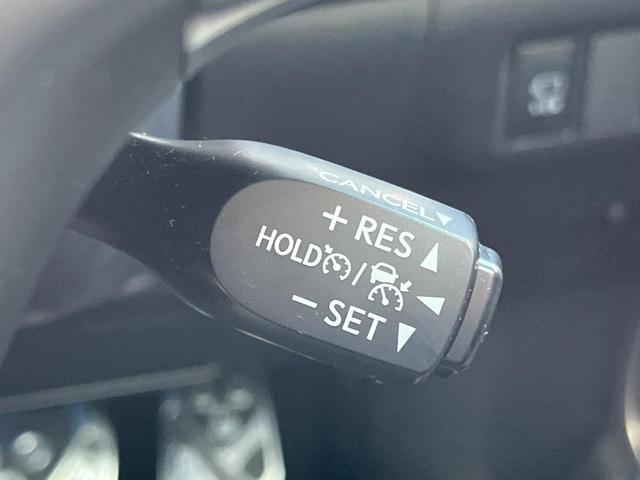 CANCEL▼
+ RES ▲
HOLD /
− SET ▼